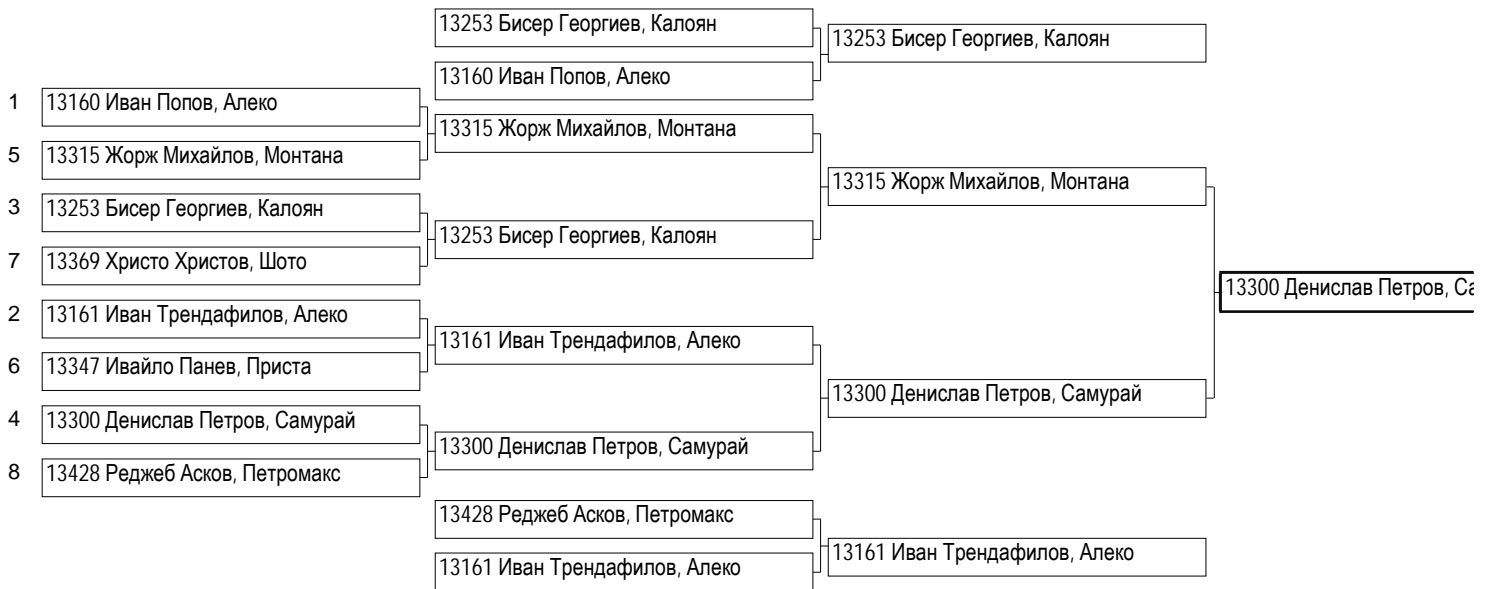 13253 Бисер Георгиев, Калоян
13160 Иван Попов, Алеко
13253 Бисер Георгиев, Калоян
1 13160 Иван Попов, Алеко
5 13315 Жорж Михайлов, Монтана
13315 Жорж Михайлов, Монтана
3 13253 Бисер Георгиев, Калоян
7 13369 Христо Христов, Шото
13253 Бисер Георгиев, Калоян
13315 Жорж Михайлов, Монтана
2 13161 Иван Трендафилов, Алеко
6 13347 Ивайло Панев, Приста
13161 Иван Трендафилов, Алеко
4 13300 Денислав Петров, Самурай
8 13428 Реджеб Асков, Петромакс
13300 Денислав Петров, Самурай
13300 Денислав Петров, Самурай
13300 Денислав Петров, Са
13428 Реджеб Асков, Петромакс
13161 Иван Трендафилов, Алеко
13161 Иван Трендафилов, Алеко